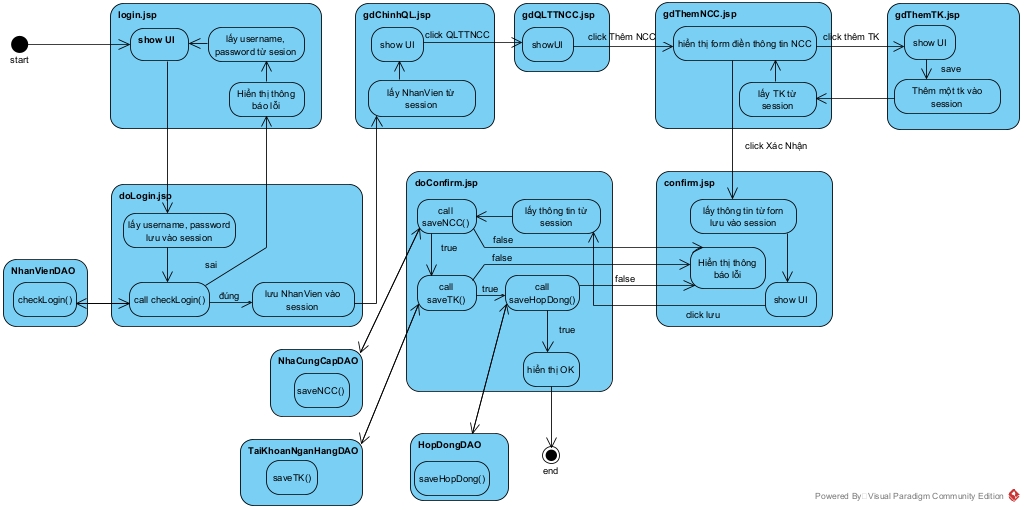 login.jsp
show UI
lấy username,
password từ sesion
Hiển thị thông
báo lỗi
start
gdChinhQL.jsp
show UI
lấy NhanVien từ
session
click QLTTNCC
gdQLTTNCC.jsp
showUI
click Thêm NCC
gdThemNCC.jsp
hiển thị form điền thông tin NCC
lấy TK từ
session
click thêm TK
gdThemTK.jsp
show UI
save
Thêm một tk vào
session
click Xác Nhận
doLogin.jsp
lấy username, password
lưu vào session
sai
call checkLogin()
đúng
lưu NhanVien vào
session
NhanVienDAO
checkLogin()
doConfirm.jsp
call
saveNCC()
lấy thông tin từ
session
true
false
false
call
saveTK()
true
call
saveHopDong()
false
true
hiển thị OK
confirm.jsp
lấy thông tin từ form
lưu vào session
Hiển thị thông
báo lỗi
show UI
click lưu
NhaCungCapDAO
saveNCC()
TaiKhoanNganHangDAO
saveTK()
HopDongDAO
saveHopDong()
end
Powered By Visual Paradigm Community Edition